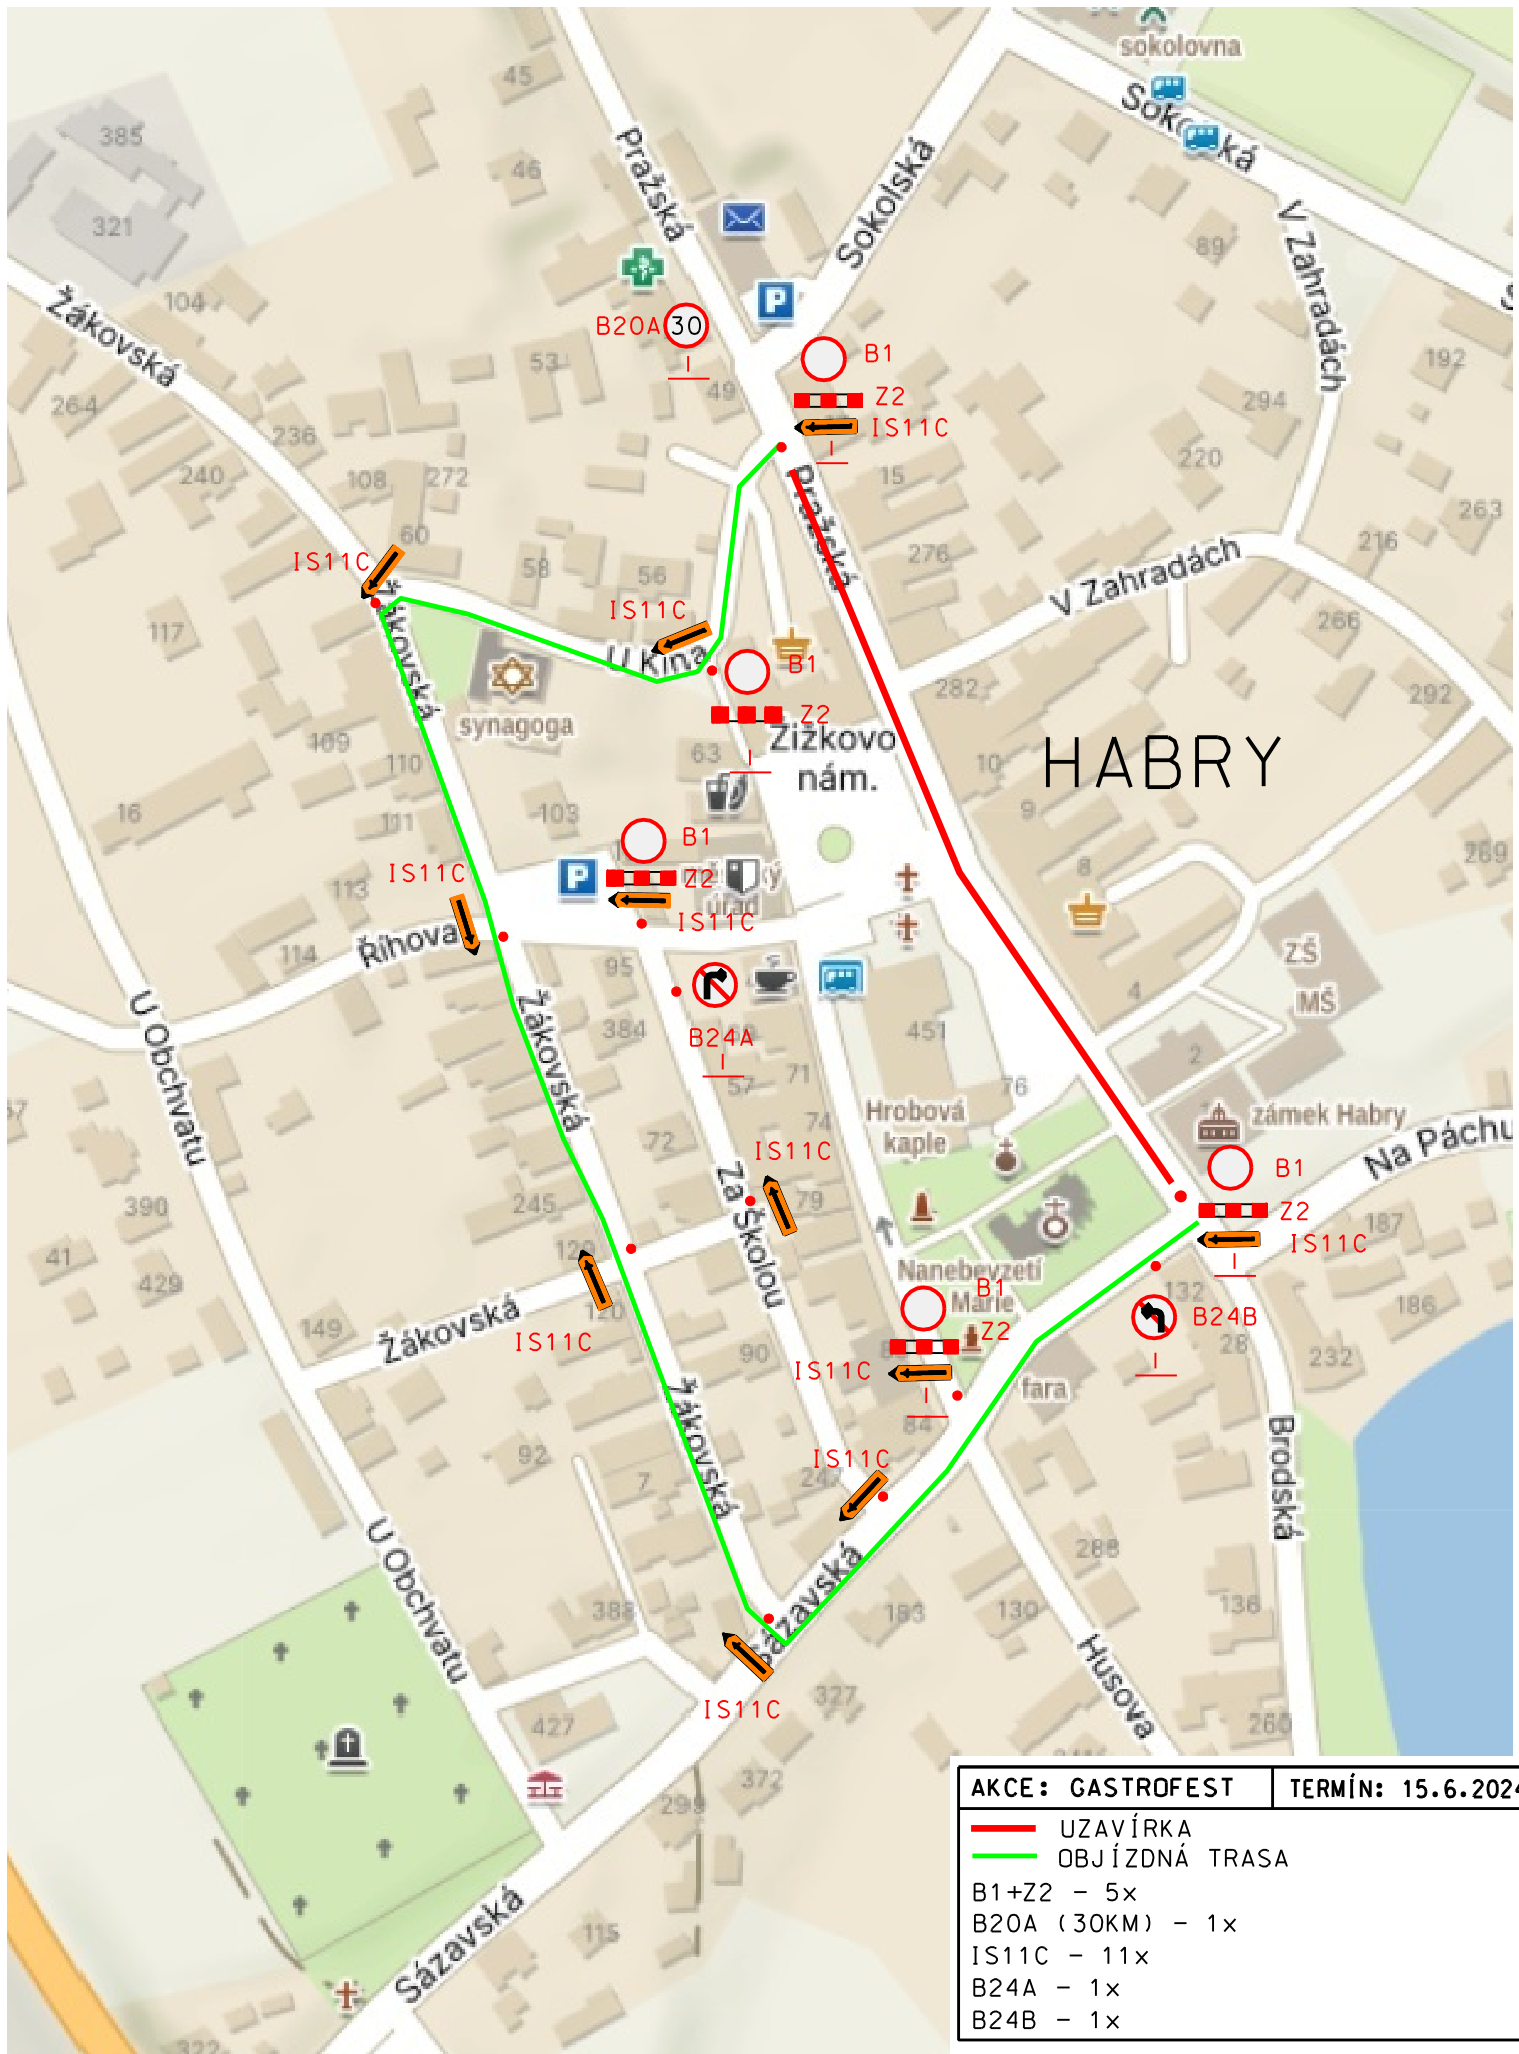 sokolovna
Sokolská
45
385
Pražská
46
Sokolská
V Zahradách
321
89
Žákovská
104
B20A
30
B1
53
192
264
49
Z2
294
IS11C
236
240
108
272
15
220
Pražská
263
60
276
216
IS11C
58
56
V Zahradách
IS11C
266
117
U Kina
B1
Žákovská
282
292
synagoga
Z2
109
63
Žižkovo
nám.
HABRY
110
10
16
103
111
9
B1
269
IS11C
8
113
Z2
úřad
IS11C
Říhova
114
95
ZŠ
4
MŠ
U Obchvatu
Žákovská
384
B24A
451
2
57
71
76
Hrobová
kaple
74
zámek Habry
72
IS11C
Na Páchu
B1
Za Školou
79
390
245
Z2
187
41
IS11C
429
Nanebevzetí
B1
Marie
132
186
120
149
Žákovská
IS11C
Z2
B24B
28
90
IS11C
232
fara
Žákovská
84
Brodská
92
IS11C
7
247
U Obchvatu
288
Sázavská
388
183
130
136
Husova
IS11C
327
427
260
372
299
AKCE: GASTROFEST
TERMÍN: 15.6.2024
UZAVÍRKA
OBJÍZDNÁ TRASA
B1+Z2 - 5x
B20A (30KM) - 1x
IS11C - 11x
B24A - 1x
B24B - 1x
Sázavská
115
322